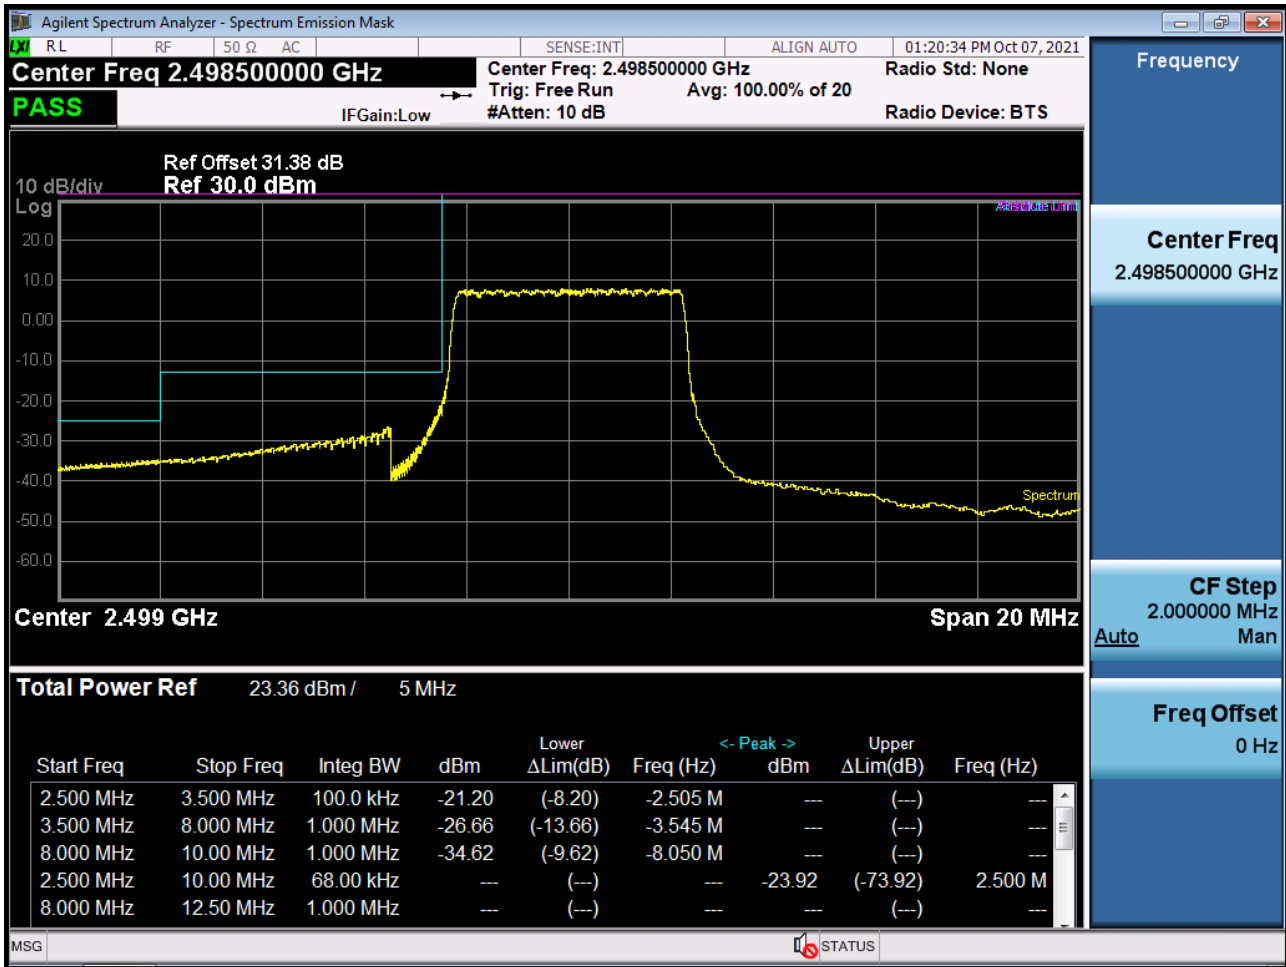 Agilent Spectrum Analyzer - Spectrum Emission Mask
LXI RL RF 50 Ω AC SENSE:INT ALIGN AUTO 01:20:34 PM Oct 07, 2021
Center Freq 2.498500000 GHz Center Freq: 2.498500000 GHz Radio Std: None
Trig: Free Run Avg: 100.00% of 20
PASS IFGain:Low #Atten: 10 dB Radio Device: BTS
Ref Offset 31.38 dB
10 dB/div Ref 30.0 dBm
Log
Absolute Limit
20.0
10.0
0.00
-10.0
-20.0
-30.0
-40.0
Spectrum
-50.0
-60.0
Center 2.499 GHz Span 20 MHz
Total Power Ref 23.36 dBm / 5 MHz
Lower <- Peak -> Upper
Start Freq Stop Freq Integ BW dBm ΔLim(dB) Freq (Hz) dBm ΔLim(dB) Freq (Hz)
2.500 MHz 3.500 MHz 100.0 kHz -21.20 (-8.20) -2.505 M --- (---) ---
3.500 MHz 8.000 MHz 1.000 MHz -26.66 (-13.66) -3.545 M --- (---) ---
8.000 MHz 10.00 MHz 1.000 MHz -34.62 (-9.62) -8.050 M --- (---) ---
2.500 MHz 10.00 MHz 68.00 kHz --- (---) --- -23.92 (-73.92) 2.500 M
8.000 MHz 12.50 MHz 1.000 MHz --- (---) --- --- (---) ---
MSG STATUS
Frequency
Center Freq
2.498500000 GHz
CF Step
2.000000 MHz
Auto Man
Freq Offset
0 Hz